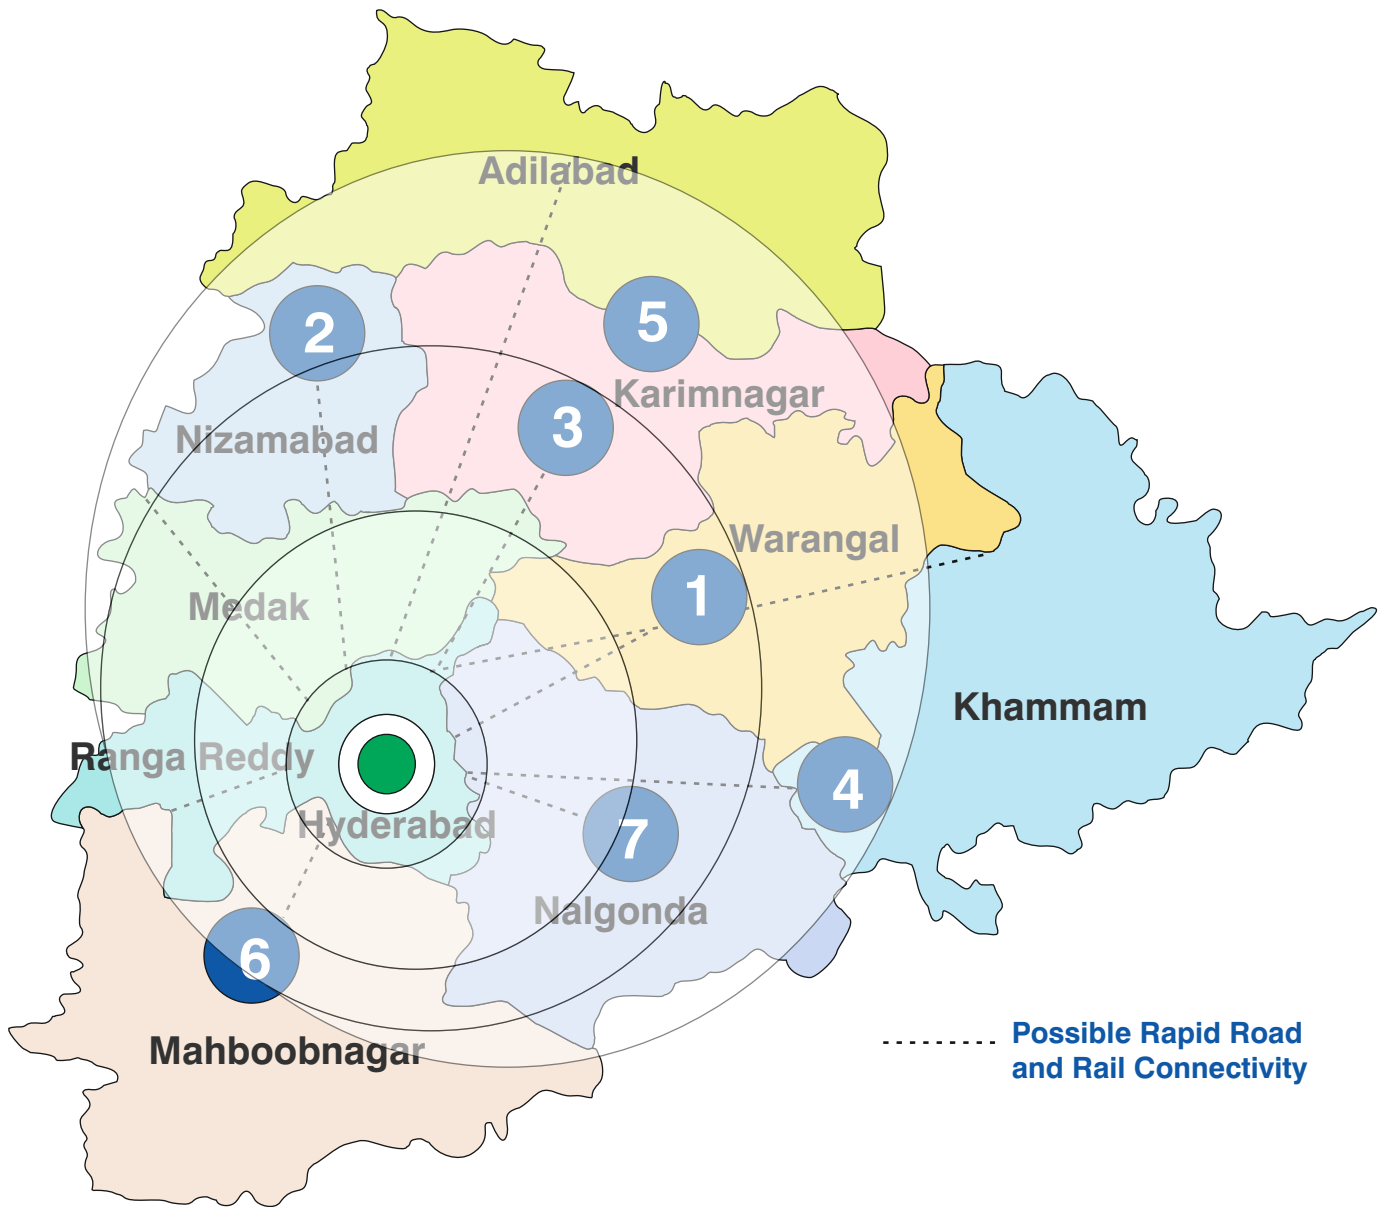 Adilabad
2
5
Karimnagar
3
Nizamabad
Warangal
1
Medak
Khammam
Ranga Reddy
4
Hyderabad
7
Nalgonda
6
Mahboobnagar
Possible Rapid Road
and Rail Connectivity